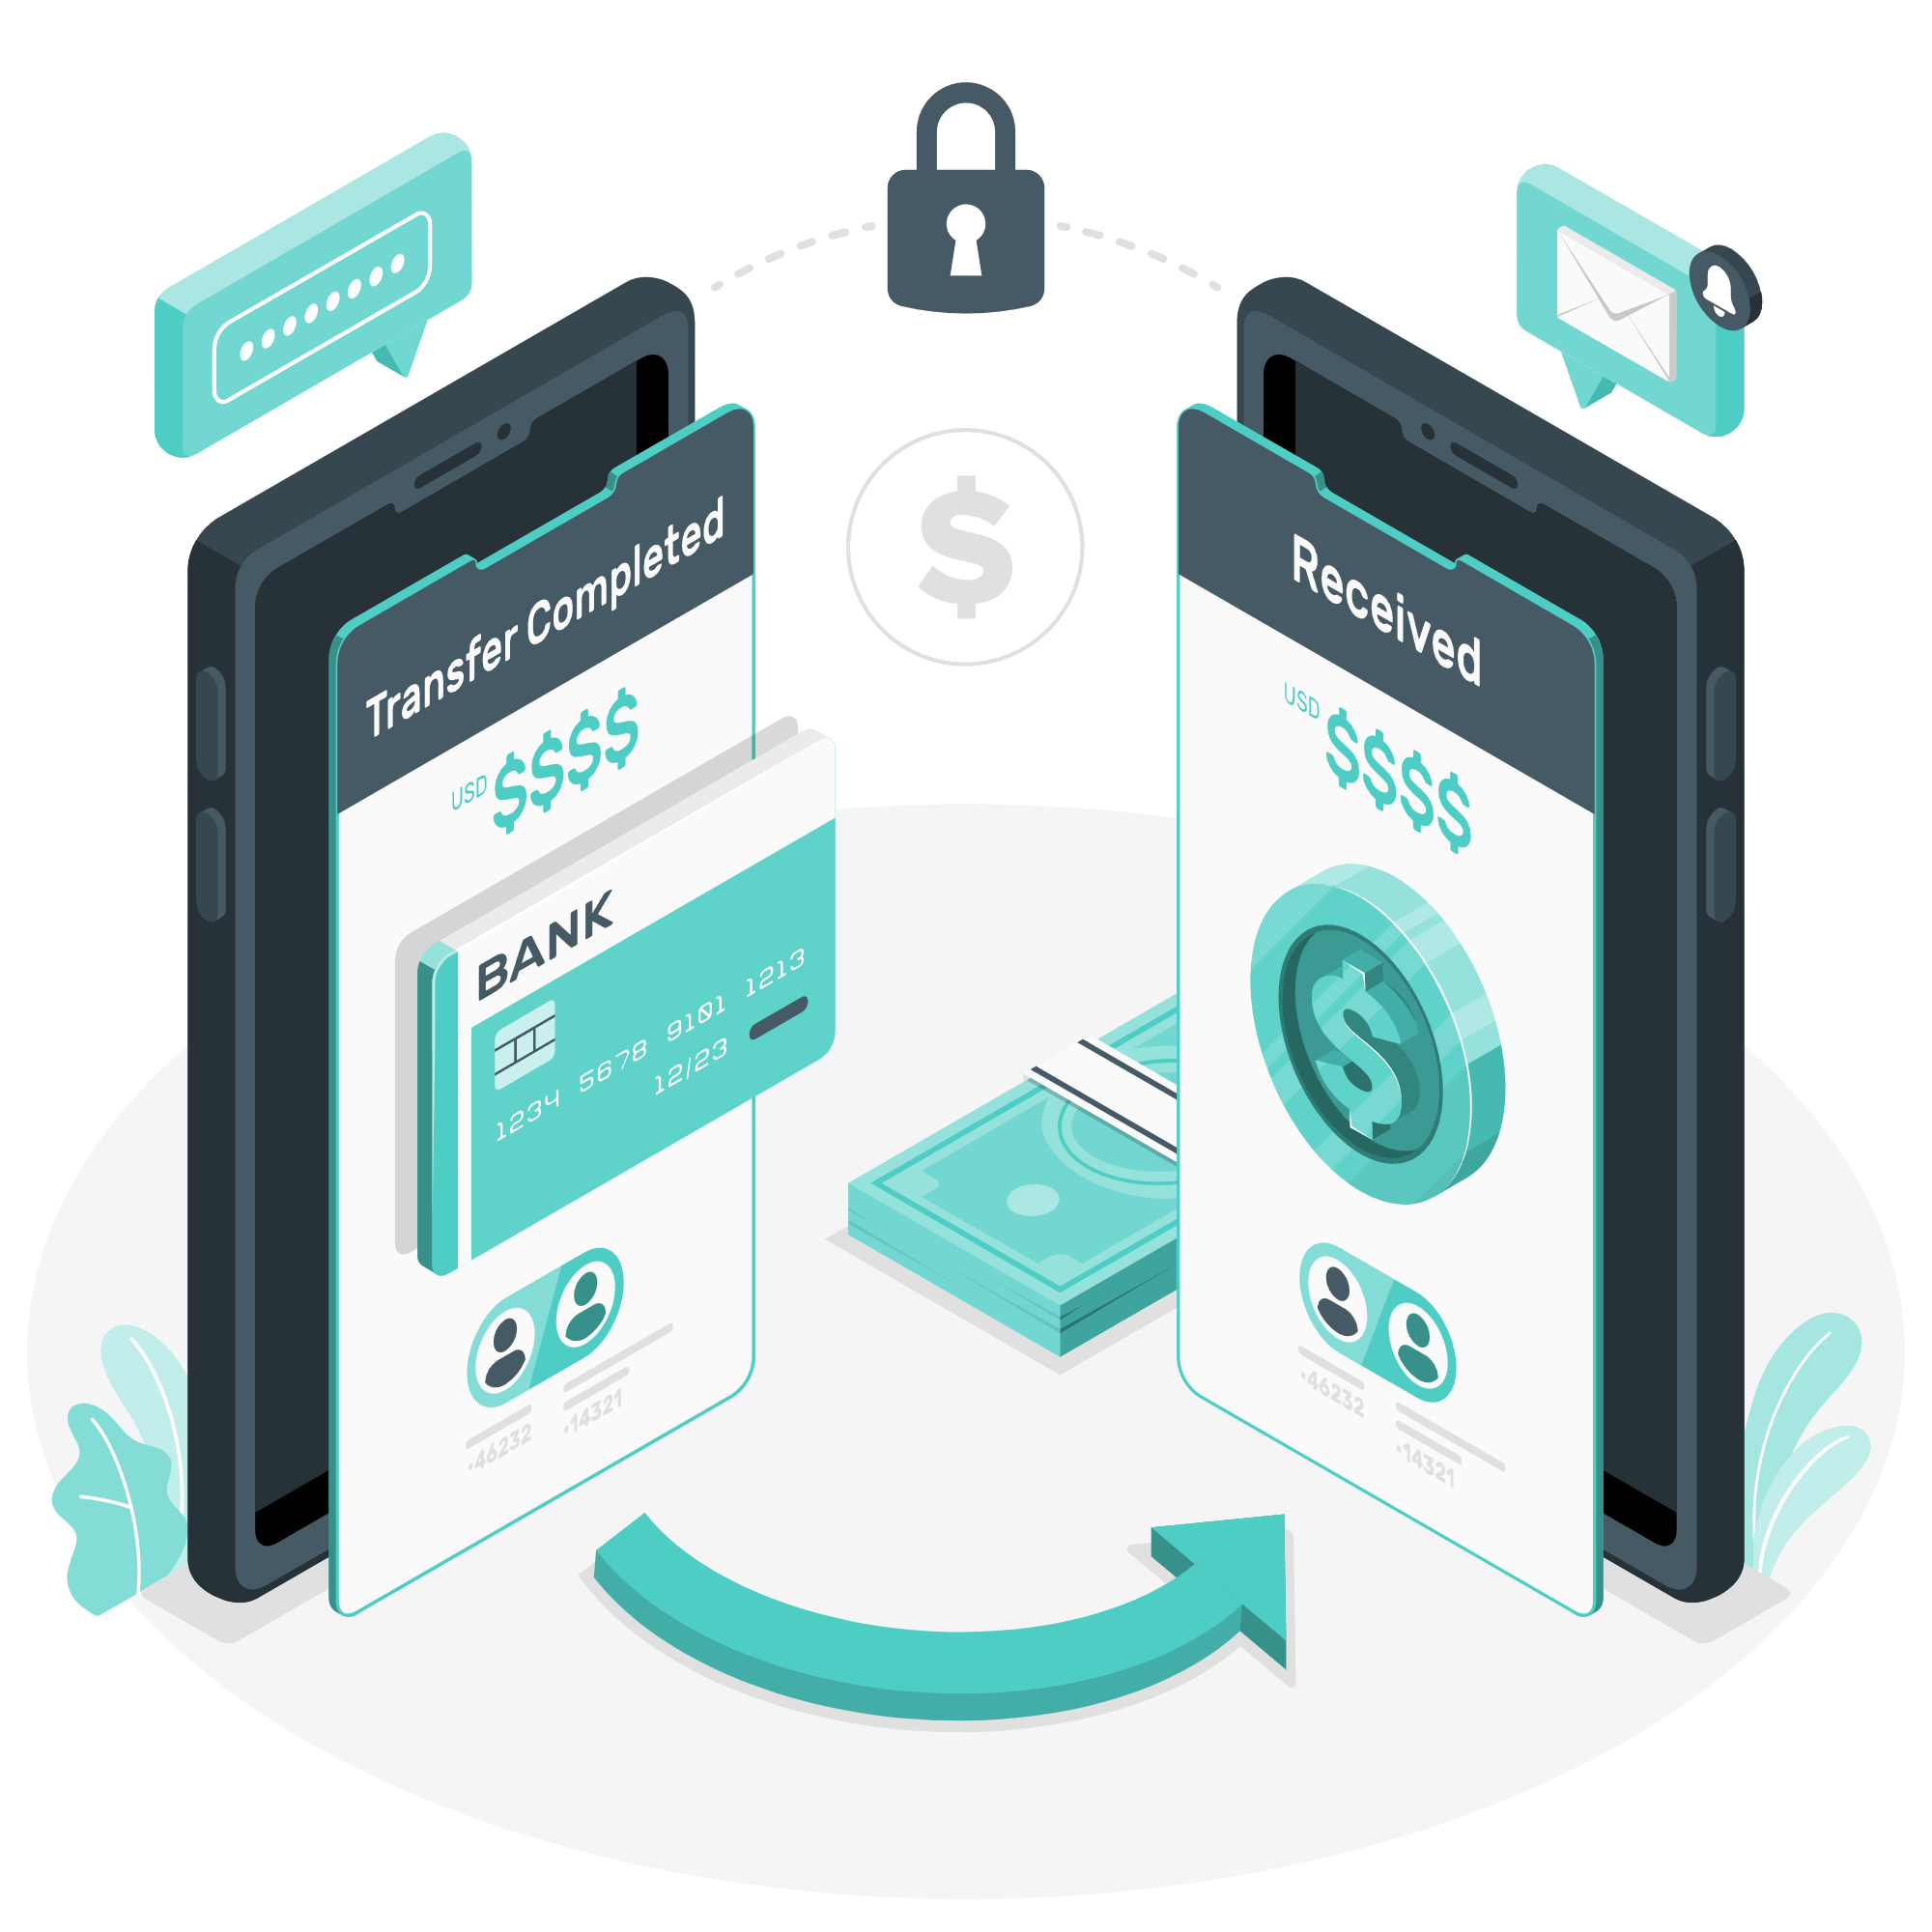 $
Transfer Completed
USD $$$$
BANK
1234 5678 9101 1213
12/23
·46232
·14321
Received
USD $$$$
$
·46232
·14321